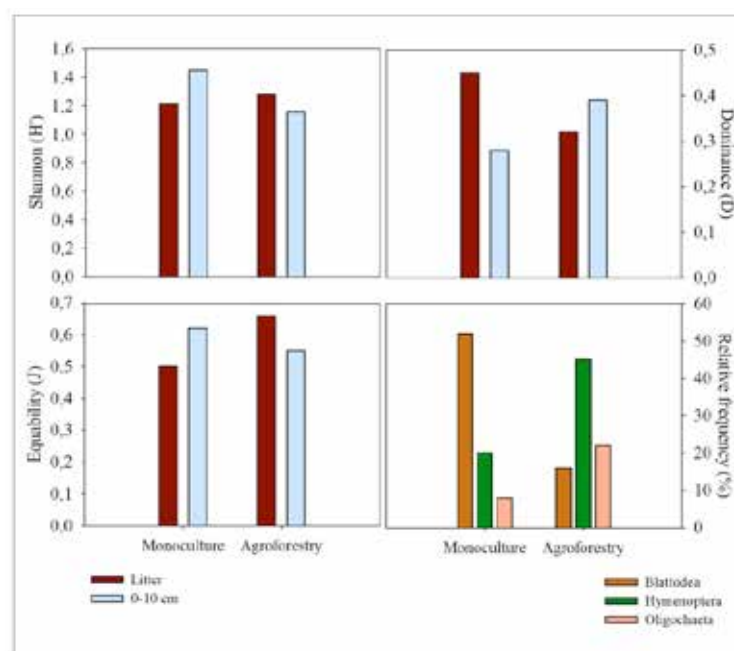 1,6
1,4
1,2
1,0
0,8
0,6
0,4
0,2
0,0
Shannon (H')
0,5
0,4
0,3
0,2
0,1
0,0
Dominance (D)
0,7
0,6
0,5
0,4
0,3
0,2
0,1
0,0
Equability (J)
60
50
40
30
20
10
0
Relative frequency (%)
Monoculture Agroforestry
Monoculture Agroforestry
Litter
0-10 cm
Blattodea
Hymenoptera
Oligochaeta